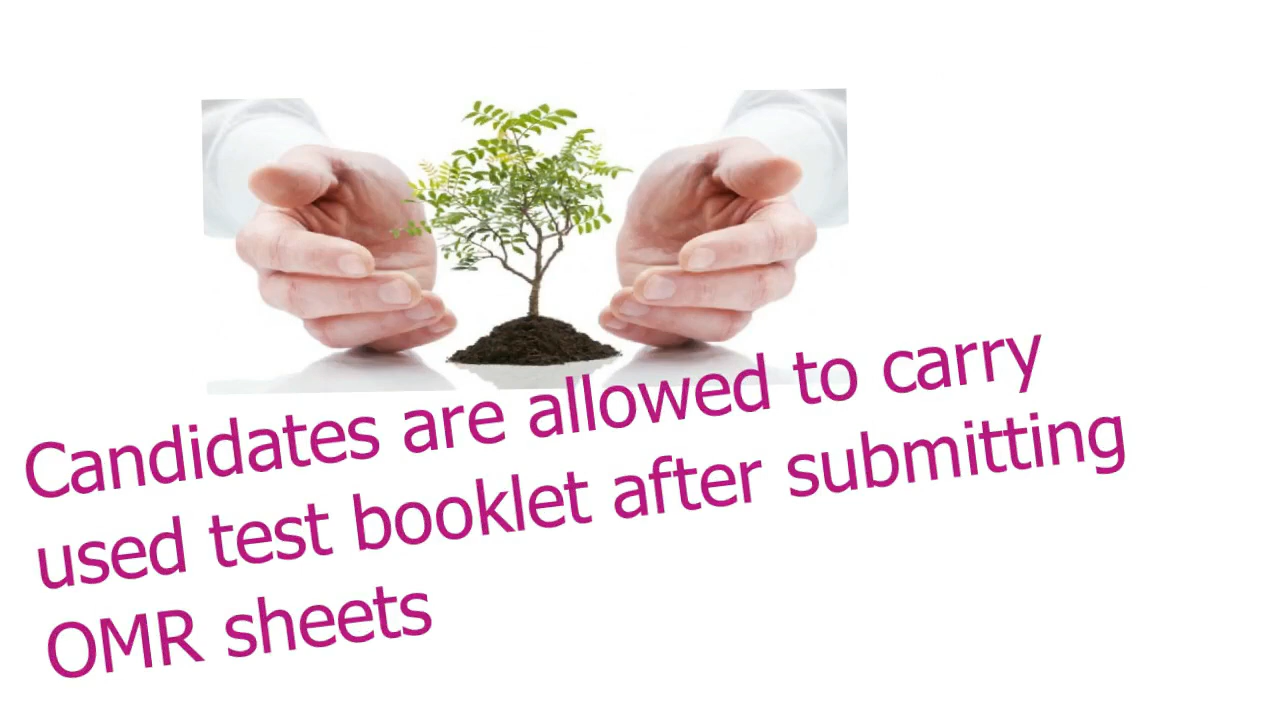 Candidates are allowed to carry
used test booklet after submitting
OMR sheets